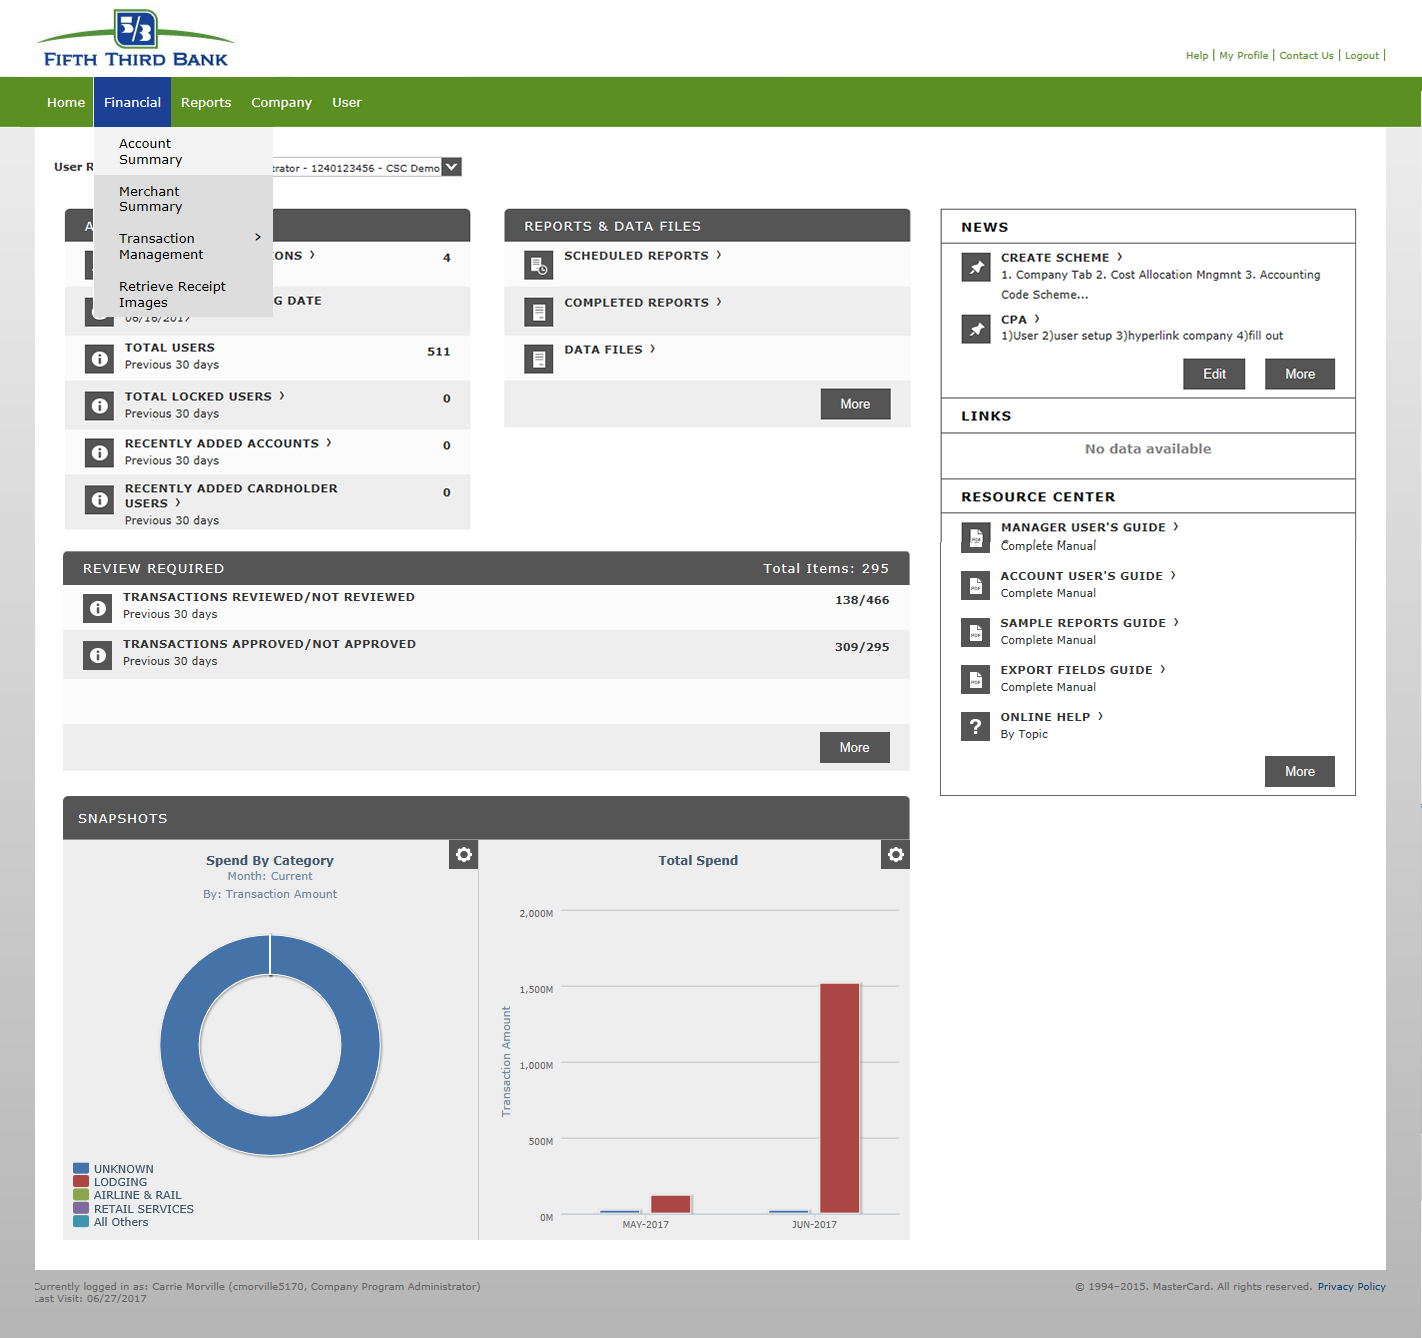 5/3
FIFTH THIRD BANK
Help | My Profile | Contact Us | Logout |
Home Financial Reports Company User
Account
Summary
Merchant
Summary
Transaction
Management
Retrieve Receipt
Images
User R
trator - 1240123456 - CSC Demo
A
ONS 4
G DATE
06/16/2017
TOTAL USERS 511
Previous 30 days
TOTAL LOCKED USERS 0
Previous 30 days
RECENTLY ADDED ACCOUNTS 0
Previous 30 days
RECENTLY ADDED CARDHOLDER
USERS 0
Previous 30 days
REPORTS & DATA FILES
SCHEDULED REPORTS
COMPLETED REPORTS
DATA FILES
More
NEWS
CREATE SCHEME
1. Company Tab 2. Cost Allocation Mngmnt 3. Accounting
Code Scheme...
CPA
1)User 2)user setup 3)hyperlink company 4)fill out
Edit More
LINKS
No data available
RESOURCE CENTER
MANAGER USER'S GUIDE
Complete Manual
ACCOUNT USER'S GUIDE
Complete Manual
SAMPLE REPORTS GUIDE
Complete Manual
EXPORT FIELDS GUIDE
Complete Manual
ONLINE HELP
By Topic
More
REVIEW REQUIRED Total Items: 295
TRANSACTIONS REVIEWED/NOT REVIEWED 138/466
Previous 30 days
TRANSACTIONS APPROVED/NOT APPROVED 309/295
Previous 30 days
More
SNAPSHOTS
Spend By Category
Month: Current
By: Transaction Amount
UNKNOWN
LODGING
AIRLINE & RAIL
RETAIL SERVICES
All Others
Total Spend
Transaction Amount
2,000M
1,500M
1,000M
500M
0M
MAY-2017 JUN-2017
Currently logged in as: Carrie Morville (cmorville5170, Company Program Administrator)
Last Visit: 06/27/2017
© 1994-2015. MasterCard. All rights reserved. Privacy Policy